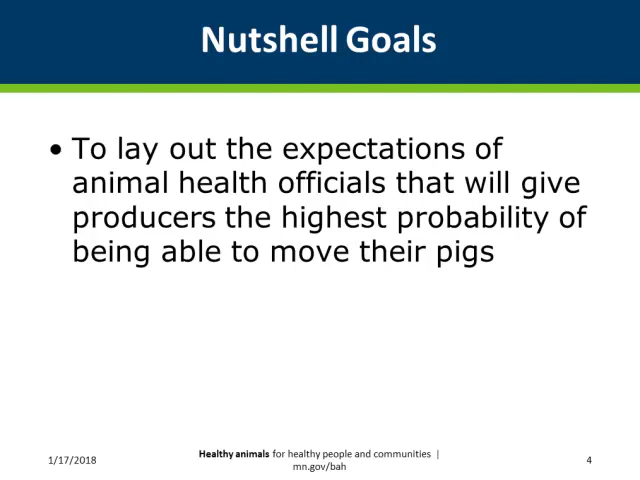 Nutshell Goals
• To lay out the expectations of
animal health officials that will give
producers the highest probability of
being able to move their pigs
1/17/2018
Healthy animals for healthy people and communities |
mn.gov/bah
4